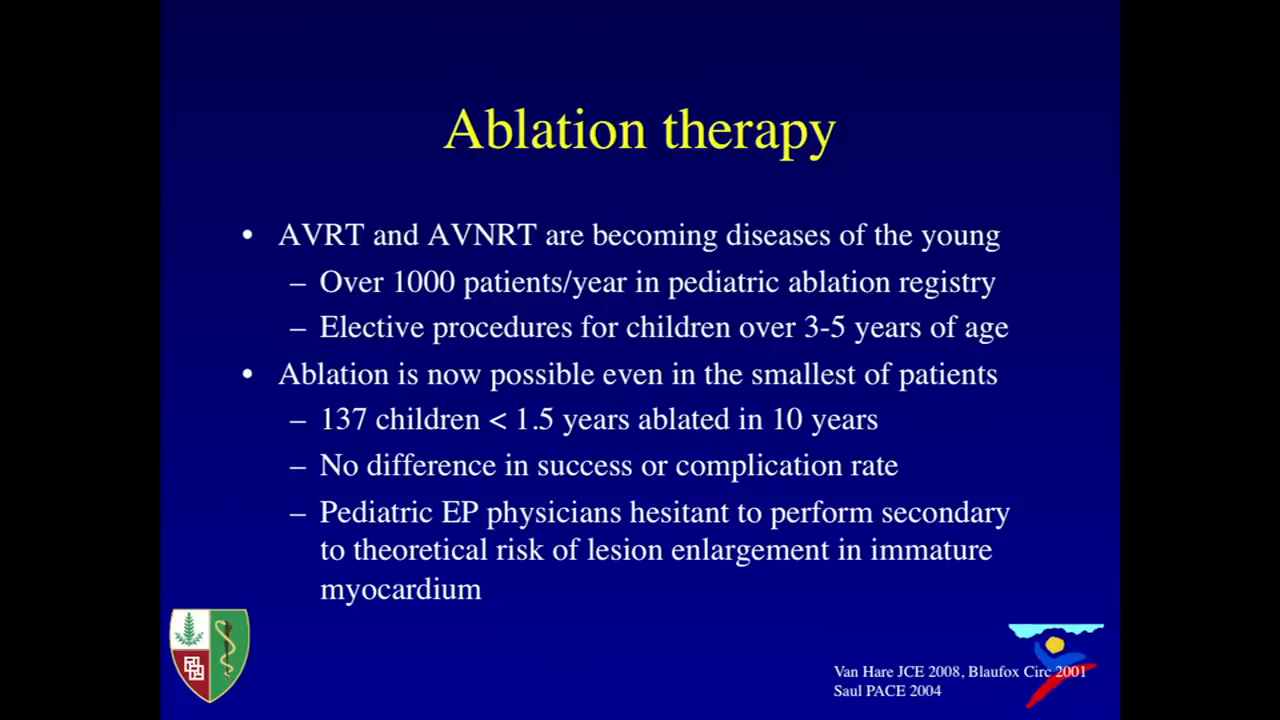 Ablation therapy
• AVRT and AVNRT are becoming diseases of the young
– Over 1000 patients/year in pediatric ablation registry
– Elective procedures for children over 3-5 years of age
• Ablation is now possible even in the smallest of patients
– 137 children < 1.5 years ablated in 10 years
– No difference in success or complication rate
– Pediatric EP physicians hesitant to perform secondary
to theoretical risk of lesion enlargement in immature
myocardium
Van Hare JCE 2008, Blaufox Circ 2001
Saul PACE 2004